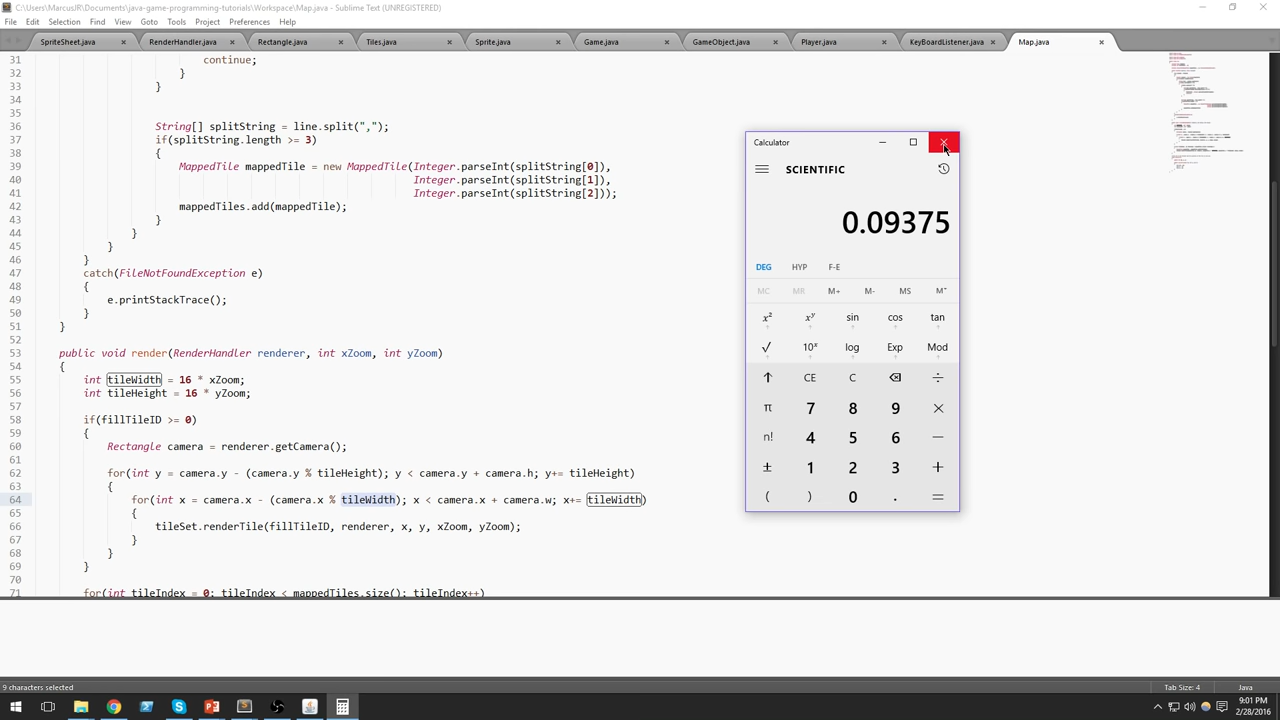 C:\Users\MarcusJR\Documents\java-game-programming-tutorials\Workspace\Map.java - Sublime Text (UNREGISTERED)
File Edit Selection Find View Goto Tools Project Preferences Help
SpriteSheet.java RenderHandler.java Rectangle.java Tiles.java Sprite.java Game.java GameObject.java Player.java KeyBoardListener.java Map.java
31 continue;
32 }
33 }
34
35
36 String[] splitString = line.split(",");
37 if(splitString.length >= 3)
38 {
39 MappedTile mappedTile = new MappedTile(Integer.parseInt(splitString[0]),
40 Integer.parseInt(splitString[1]),
41 Integer.parseInt(splitString[2]));
42 mappedTiles.add(mappedTile);
43 }
44 }
45 }
46 }
47 catch(FileNotFoundException e)
48 {
49 e.printStackTrace();
50 }
51 }
52
53 public void render(RenderHandler renderer, int xZoom, int yZoom)
54 {
55 int tileWidth = 16 * xZoom;
56 int tileHeight = 16 * yZoom;
57
58 if(fillTileID >= 0)
59 {
60 Rectangle camera = renderer.getCamera();
61
62 for(int y = camera.y - (camera.y % tileHeight); y < camera.y + camera.h; y+= tileHeight)
63 {
64 for(int x = camera.x - (camera.x % tileWidth); x < camera.x + camera.w; x+= tileWidth)
65 {
66 tileSet.renderTile(fillTileID, renderer, x, y, xZoom, yZoom);
67 }
68 }
69 }
70
71 for(int tileIndex = 0; tileIndex < mappedTiles.size(); tileIndex++)
Calculator
SCIENTIFIC
0.09375
DEG HYP F-E
MC MR M+ M- MS M˅
x² xʸ sin cos tan
√ 10ˣ log Exp Mod
↑ CE C ⌫ ÷
π 7 8 9 ×
n! 4 5 6 −
± 1 2 3 +
( ) 0 . =
9 characters selected Tab Size: 4 Java
9:01 PM
2/28/2016